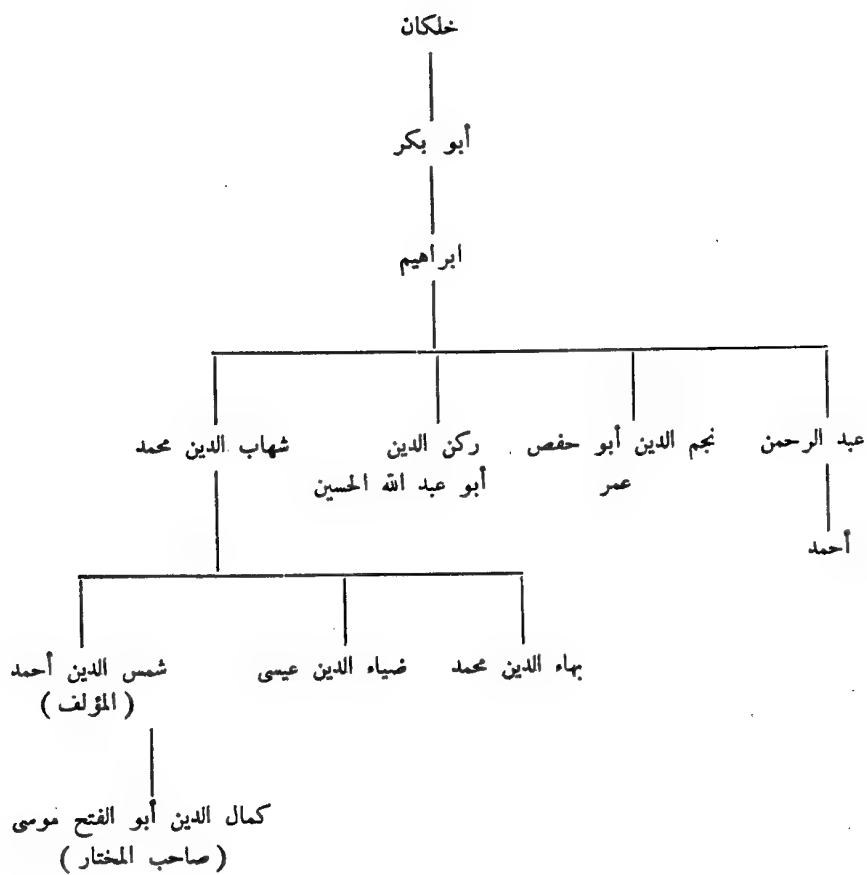 خلكان
أبو بكر
ابراهيم
عبد الرحمن
نجم الدين أبو حفص
عمر
ركن الدين
أبو عبد الله الحسين
شهاب الدين محمد
أحمد
بهاء الدين محمد
ضياء الدين عيسى
شمس الدين أحمد
( المؤلف )
كمال الدين أبو الفتح موسى
( صاحب المختار )